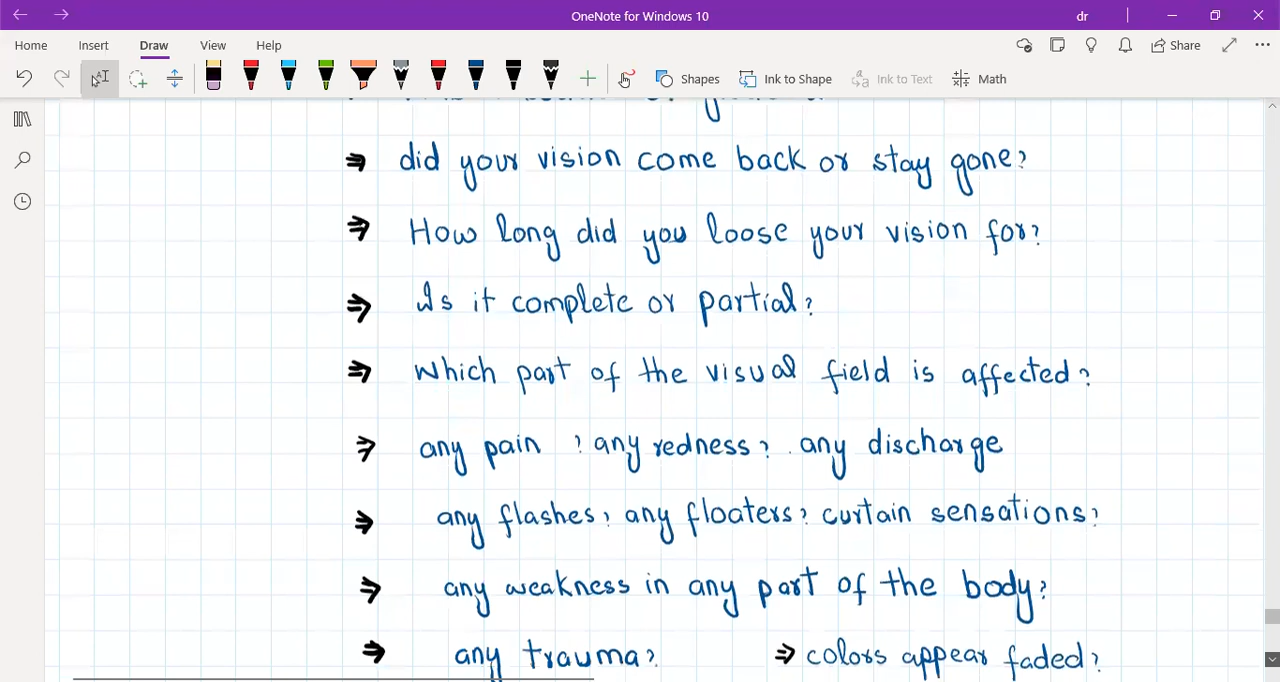 OneNote for Windows 10
dr
Home Insert Draw View Help
Share
Shapes Ink to Shape Ink to Text Math
⇒ did your vision come back or stay gone?
⇒ How long did you loose your vision for?
⇒ Is it complete or partial?
⇒ Which part of the visual field is affected?
⇒ any pain ? any redness? any discharge
⇒ any flashes? any floaters? curtain sensations?
⇒ any weakness in any part of the body?
⇒ any trauma? ⇒ colors appear faded?